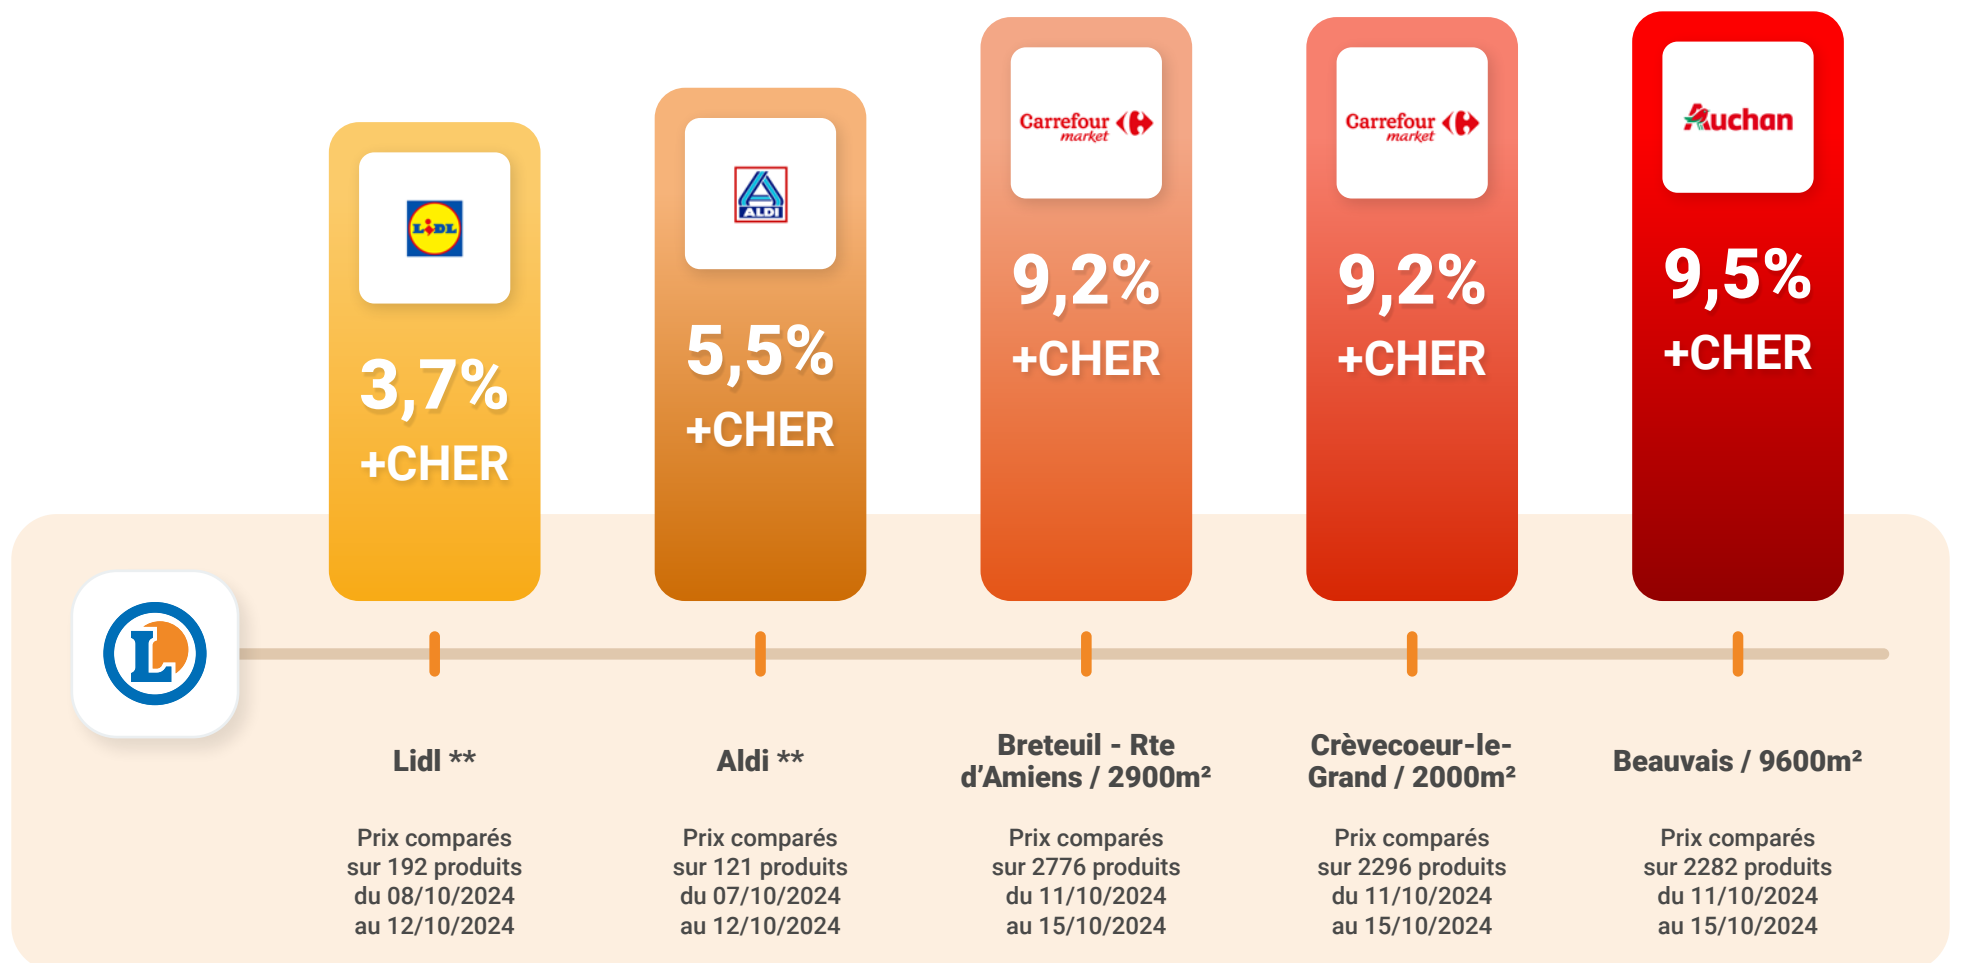 LIDL
3,7%
+CHER
ALDI
5,5%
+CHER
Carrefour
market
9,2%
+CHER
Carrefour
market
9,2%
+CHER
Auchan
9,5%
+CHER
L
Lidl **
Prix comparés
sur 192 produits
du 08/10/2024
au 12/10/2024
Aldi **
Prix comparés
sur 121 produits
du 07/10/2024
au 12/10/2024
Breteuil - Rte
d’Amiens / 2900m²
Prix comparés
sur 2776 produits
du 11/10/2024
au 15/10/2024
Crèvecoeur-le-
Grand / 2000m²
Prix comparés
sur 2296 produits
du 11/10/2024
au 15/10/2024
Beauvais / 9600m²
Prix comparés
sur 2282 produits
du 11/10/2024
au 15/10/2024